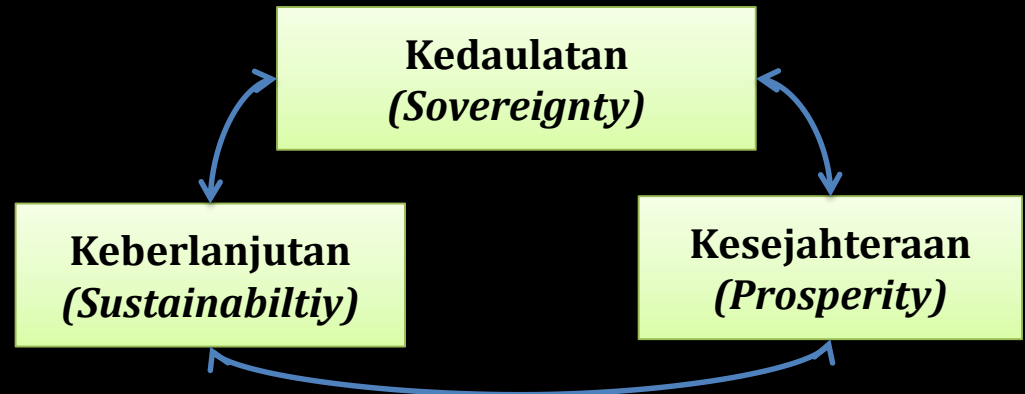 Kedaulatan
(Sovereignty)
Keberlanjutan
(Sustainabiltiy)
Kesejahteraan
(Prosperity)